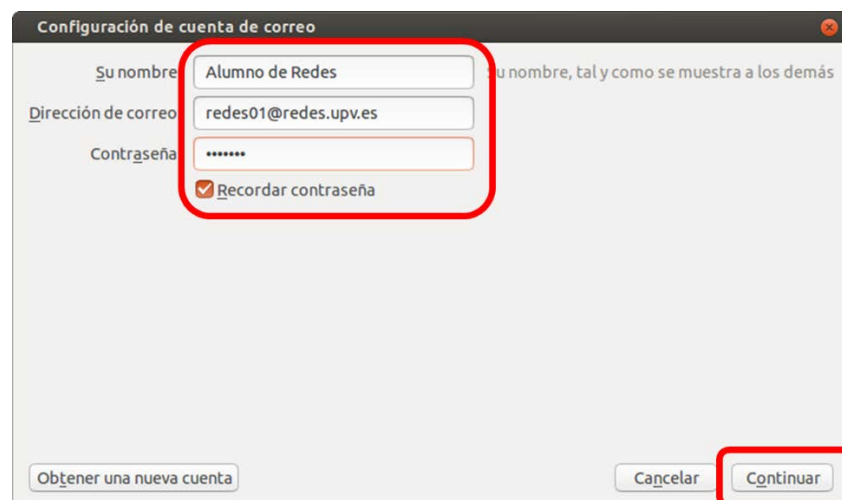 Configuración de cuenta de correo
Su nombre Alumno de Redes Su nombre, tal y como se muestra a los demás
Dirección de correo redes01@redes.upv.es
Contraseña •••••••
Recordar contraseña
Obtener una nueva cuenta Cancelar Continuar